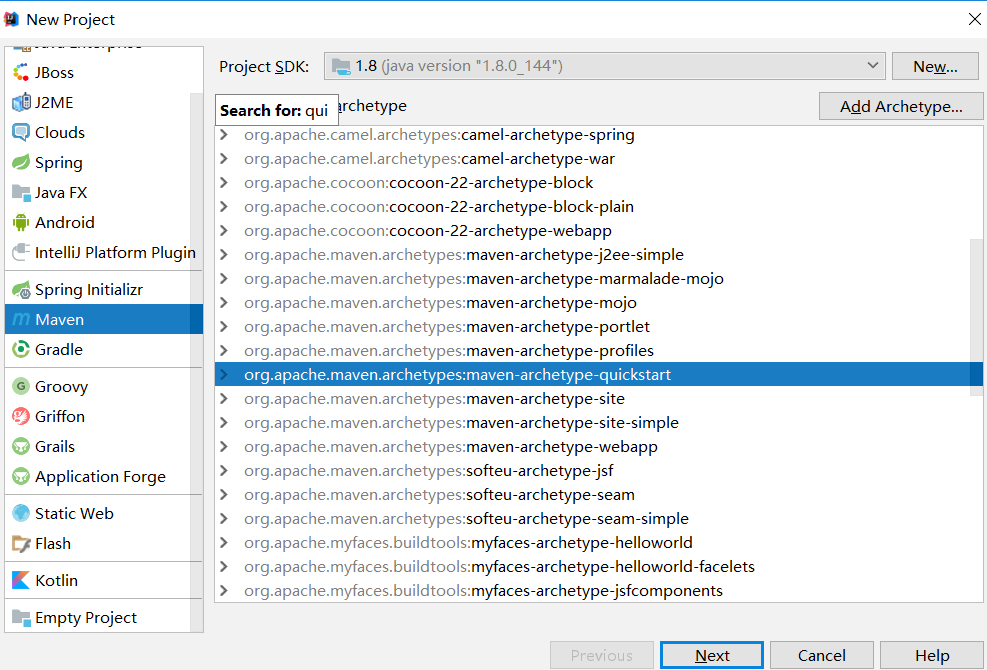 New Project
Java Enterprise
JBoss
J2ME
Clouds
Spring
Java FX
Android
IntelliJ Platform Plugin
Spring Initializr
Maven
Gradle
Groovy
Griffon
Grails
Application Forge
Static Web
Flash
Kotlin
Empty Project
Project SDK: 1.8 (java version "1.8.0_144") New...
Search for: qui archetype Add Archetype...
org.apache.camel.archetypes:camel-archetype-spring
org.apache.camel.archetypes:camel-archetype-war
org.apache.cocoon:cocoon-22-archetype-block
org.apache.cocoon:cocoon-22-archetype-block-plain
org.apache.cocoon:cocoon-22-archetype-webapp
org.apache.maven.archetypes:maven-archetype-j2ee-simple
org.apache.maven.archetypes:maven-archetype-marmalade-mojo
org.apache.maven.archetypes:maven-archetype-mojo
org.apache.maven.archetypes:maven-archetype-portlet
org.apache.maven.archetypes:maven-archetype-profiles
org.apache.maven.archetypes:maven-archetype-quickstart
org.apache.maven.archetypes:maven-archetype-site
org.apache.maven.archetypes:maven-archetype-site-simple
org.apache.maven.archetypes:maven-archetype-webapp
org.apache.maven.archetypes:softeu-archetype-jsf
org.apache.maven.archetypes:softeu-archetype-seam
org.apache.maven.archetypes:softeu-archetype-seam-simple
org.apache.myfaces.buildtools:myfaces-archetype-helloworld
org.apache.myfaces.buildtools:myfaces-archetype-helloworld-facelets
org.apache.myfaces.buildtools:myfaces-archetype-jsfcomponents
Previous Next Cancel Help